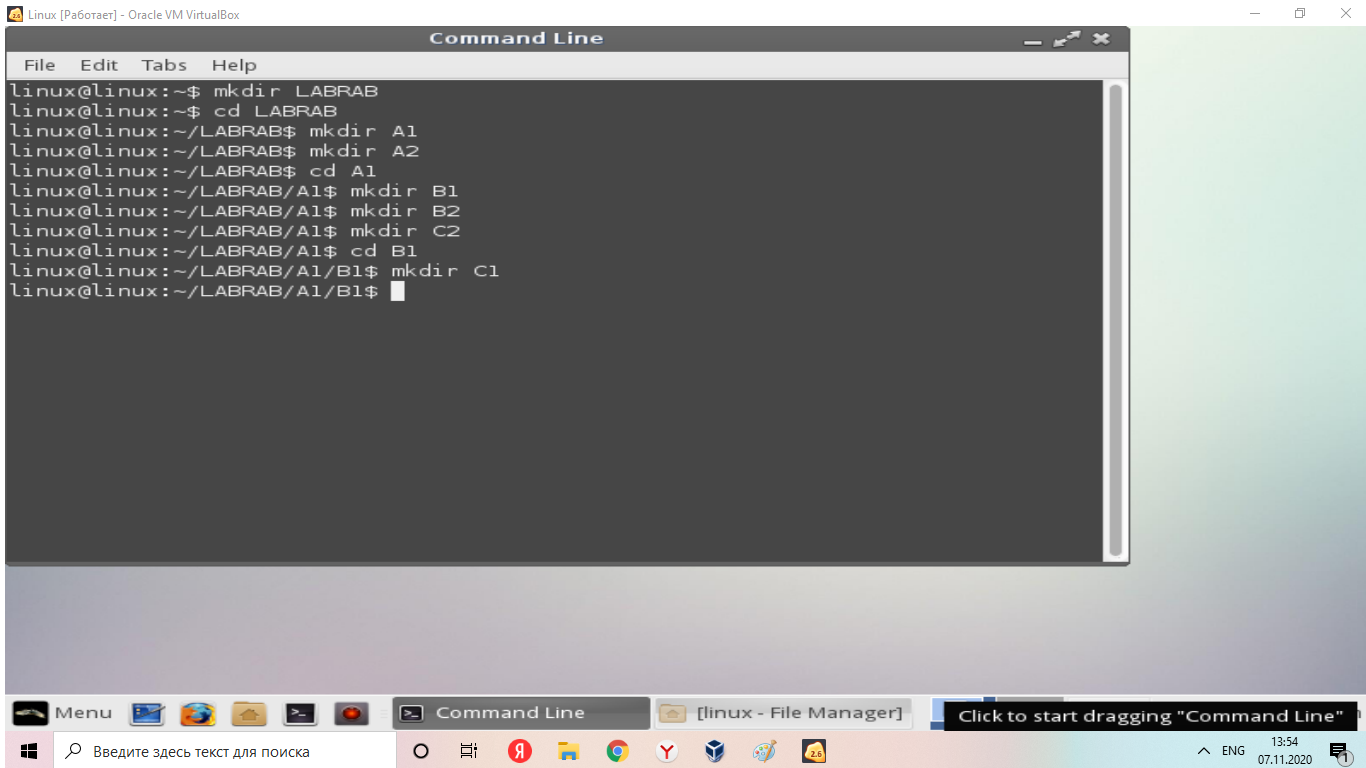 Linux [Работает] - Oracle VM VirtualBox
Command Line
File Edit Tabs Help
linux@linux:~$ mkdir LABRAB
linux@linux:~$ cd LABRAB
linux@linux:~/LABRAB$ mkdir A1
linux@linux:~/LABRAB$ mkdir A2
linux@linux:~/LABRAB$ cd A1
linux@linux:~/LABRAB/A1$ mkdir B1
linux@linux:~/LABRAB/A1$ mkdir B2
linux@linux:~/LABRAB/A1$ mkdir C2
linux@linux:~/LABRAB/A1$ cd B1
linux@linux:~/LABRAB/A1/B1$ mkdir C1
linux@linux:~/LABRAB/A1/B1$
Menu Command Line [linux - File Manager] Click to start dragging "Command Line"
Введите здесь текст для поиска
Я Y 2.6 ENG 13:54
07.11.2020 1